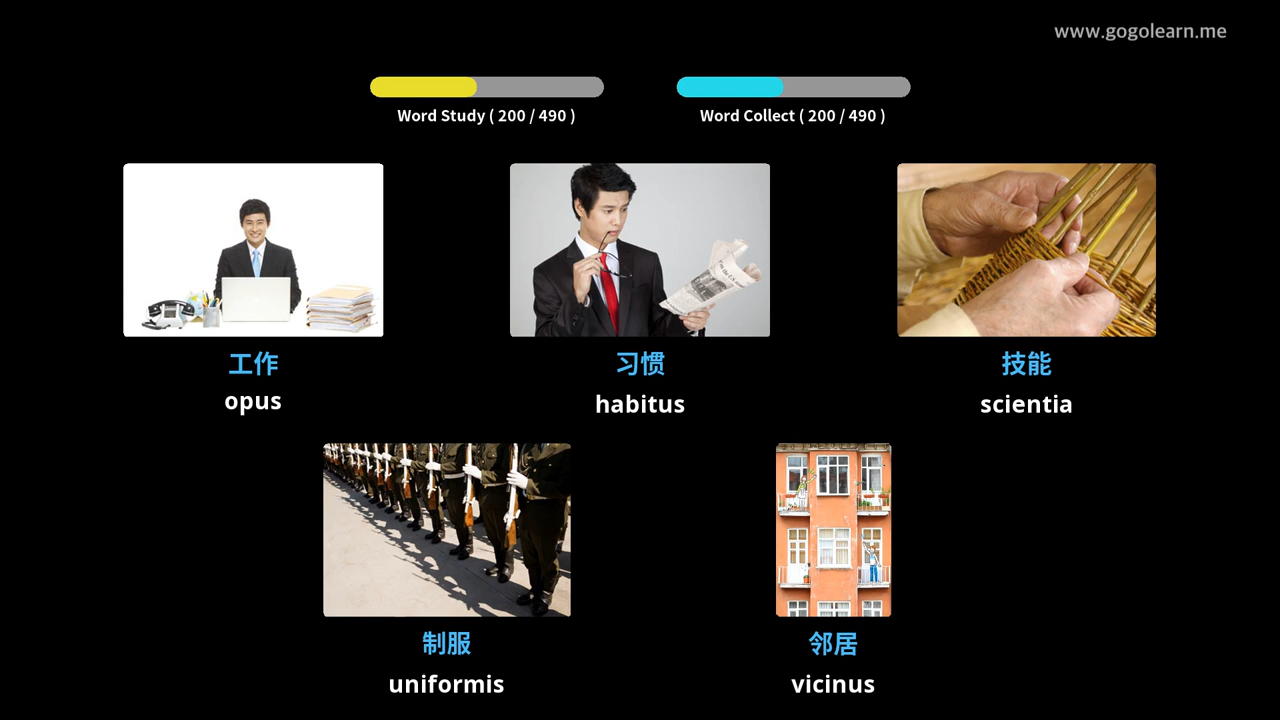 www.gogolearn.me
Word Study ( 200 / 490 )
Word Collect ( 200 / 490 )
工作
习惯
技能
opus
habitus
scientia
制服
邻居
uniformis
vicinus